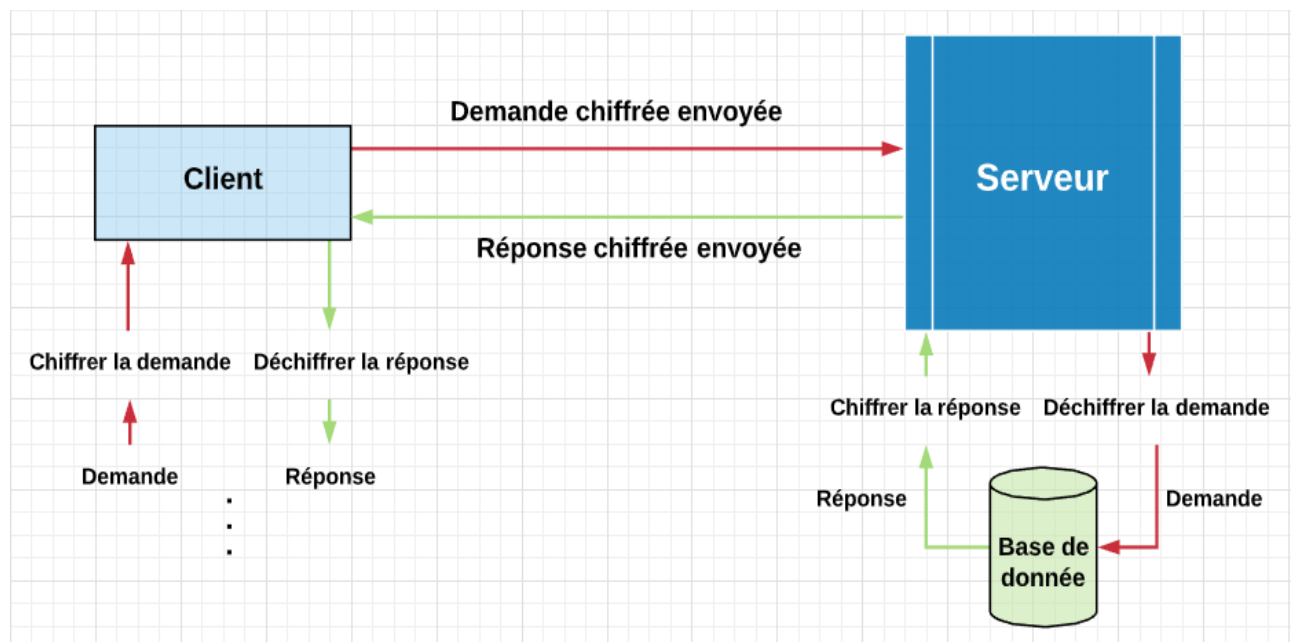 Demande chiffrée envoyée
Client
Serveur
Réponse chiffrée envoyée
Chiffrer la demande
Déchiffrer la réponse
Chiffrer la réponse
Déchiffrer la demande
Demande
Réponse
Réponse
Demande
Base de
donnée